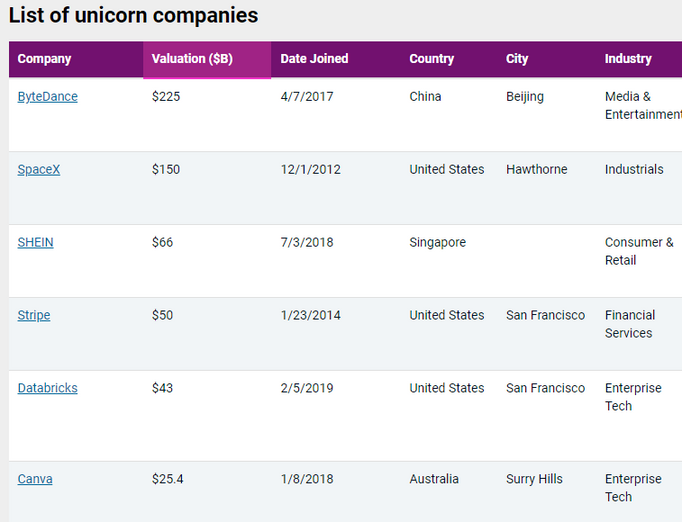 List of unicorn companies
Company Valuation ($B) Date Joined Country City Industry
ByteDance $225 4/7/2017 China Beijing Media &
Entertainment
SpaceX $150 12/1/2012 United States Hawthorne Industrials
SHEIN $66 7/3/2018 Singapore Consumer &
Retail
Stripe $50 1/23/2014 United States San Francisco Financial
Services
Databricks $43 2/5/2019 United States San Francisco Enterprise
Tech
Canva $25.4 1/8/2018 Australia Surry Hills Enterprise
Tech